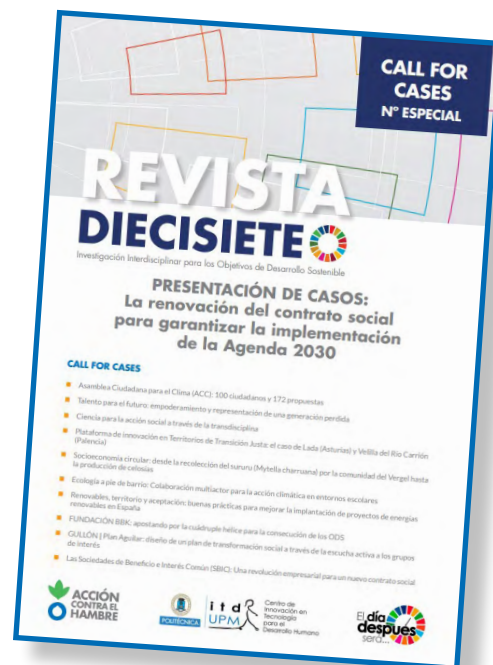 CALL FOR
CASES
Nº ESPECIAL
REVISTA
DIECISIETE
Investigación Interdisciplinar para los Objetivos de Desarrollo Sostenible
PRESENTACIÓN DE CASOS:
La renovación del contrato social
para garantizar la implementación
de la Agenda 2030
CALL FOR CASES
Asamblea Ciudadana para el Clima (ACC): 100 ciudadanos y 172 propuestas
Talento para el futuro: empoderamiento y representación de una generación perdida
Ciencia para la acción social a través de la transdisciplina
Plataforma de innovación en Territorios de Transición Justa: el caso de Lada (Asturias) y Velilla del Río Carrión
(Palencia)
Socioeconomía circular: desde la recolección del sururu (Mytella charruana) por la comunidad del Vergel hasta
la producción de celosías
Ecología a pie de barrio: Colaboración multiactor para la acción climática en entornos escolares
Renovables, territorio y aceptación: buenas prácticas para mejorar la implantación de proyectos de energías
renovables en España
FUNDACIÓN BBK: apostando por la cuádruple hélice para la consecución de los ODS
GULLÓN | Plan Aguilar: diseño de un plan de transformación social a través de la escucha activa a los grupos
de interés
Las Sociedades de Beneficio e Interés Común (SBIC): Una revolución empresarial para un nuevo contrato social
ACCIÓN
CONTRA EL
HAMBRE
POLITÉCNICA
itd
UPM
Centro de
Innovación en
Tecnología
para el
Desarrollo Humano
El día
después
será...